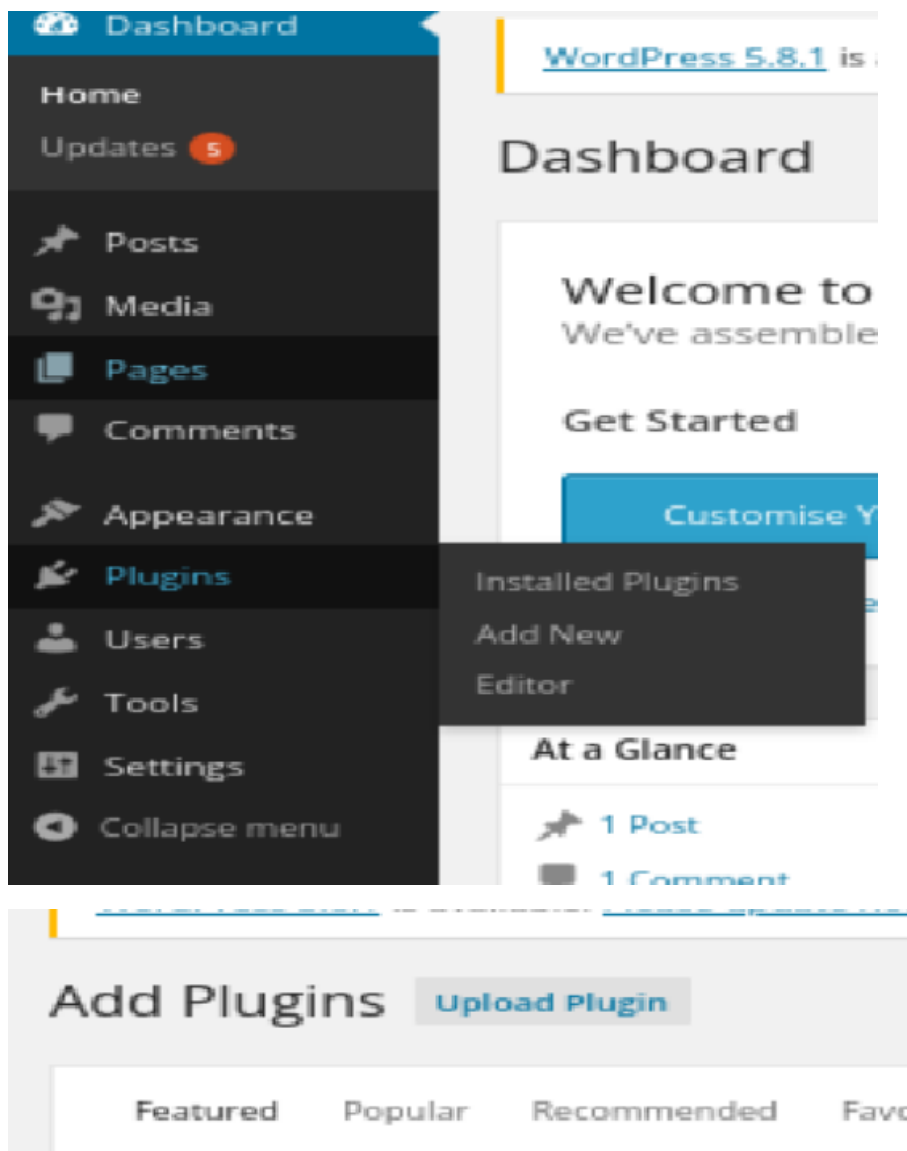 Dashboard
Home
Updates 5
Posts
Media
Pages
Comments
Appearance
Plugins
Users
Tools
Settings
Collapse menu
WordPress 5.8.1 is
Dashboard
Welcome to
We've assemble
Get Started
Customise Y
Installed Plugins
Add New
Editor
At a Glance
1 Post
1 Comment
Add Plugins Upload Plugin
Featured Popular Recommended Favo